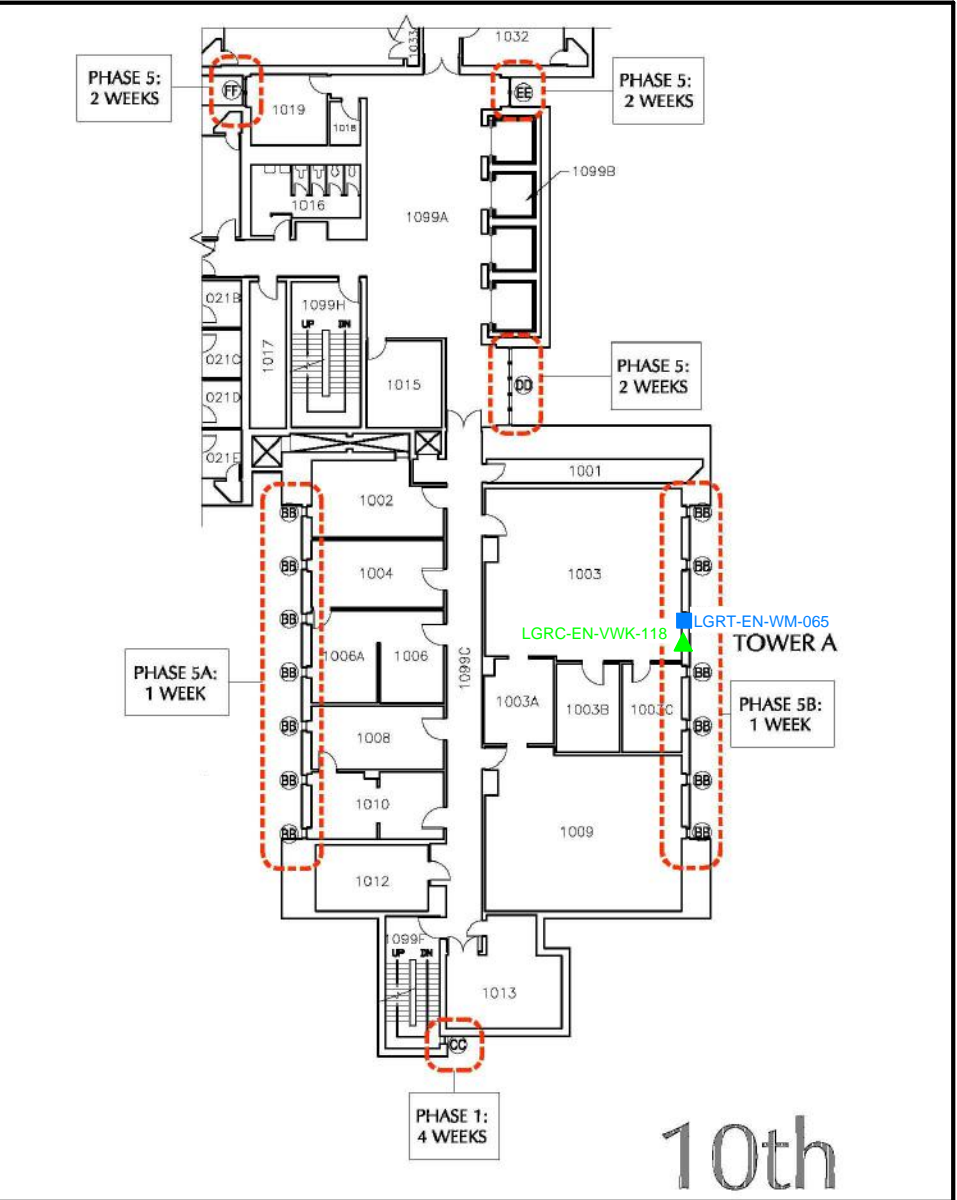 1033
1032
PHASE 5:
2 WEEKS
FF
EE
PHASE 5:
2 WEEKS
1019
1018
1099B
1016
1099A
021B
1099H
UP DN
021C
1017
1015
DD
PHASE 5:
2 WEEKS
021D
021E
1001
1002
BB
BB
BB
BB
1004
1003
BB
LGRT-EN-WM-065
LGRC-EN-VWK-118
TOWER A
1006A
1006
1099C
PHASE 5A:
1 WEEK
BB
BB
1003A
1003B
1003C
PHASE 5B:
1 WEEK
BB
BB
1008
BB
BB
1010
1009
BB
BB
1012
1099F
UP DN
1013
CC
PHASE 1:
4 WEEKS
10th